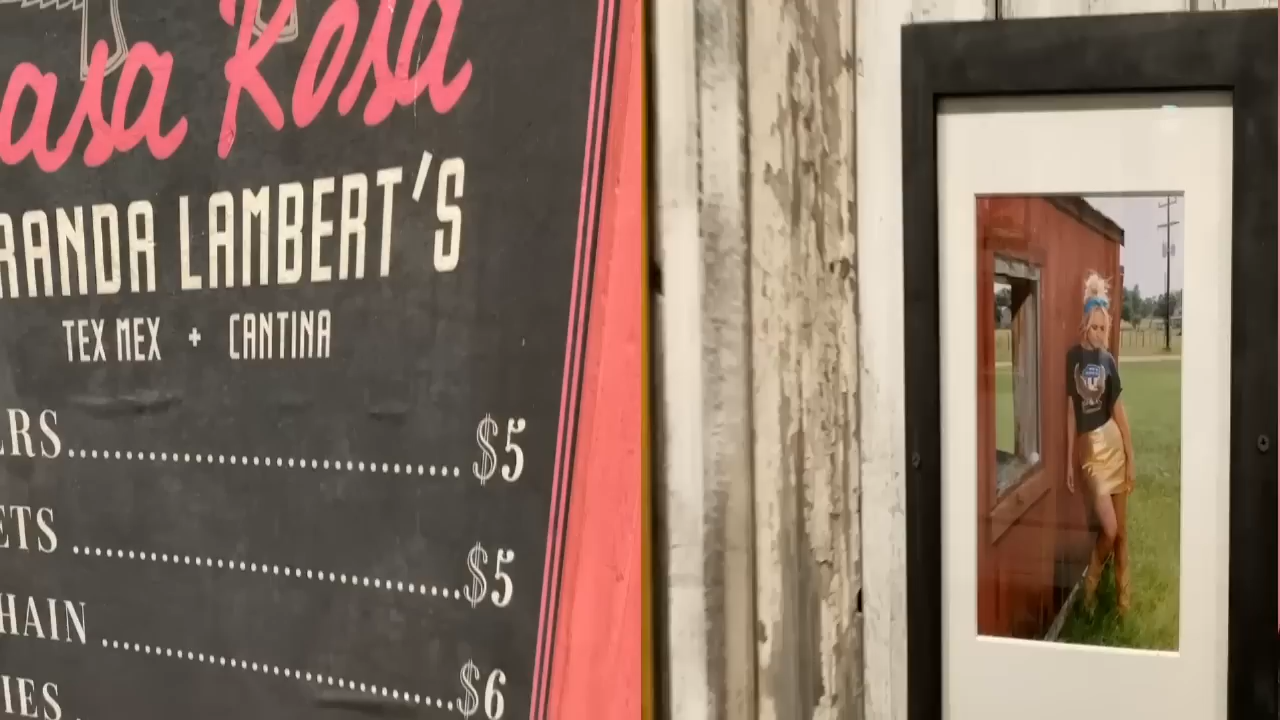 asa Rosa
RANDA LAMBERT'S
TEX MEX + CANTINA
ERS.......................................................$5
ETS.......................................................$5
HAIN....................................................$6
IES